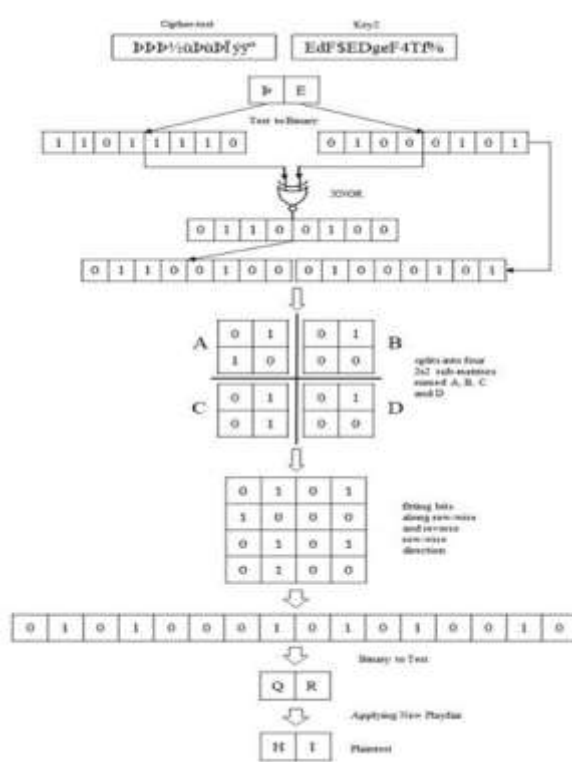 Cipher text Key2
ÞÞÞ½üÞüÞÏÿÿº EdF$EDgeF4Tf%
Þ E
Text to Binary
1 1 0 1 1 1 1 0 0 1 0 0 0 1 0 1
XNOR
0 1 1 0 0 1 0 0
0 1 1 0 0 1 0 0 0 1 0 0 0 1 0 1
A 0 1 0 1 B
1 0 0 0
splits into four
2x2 sub-matrices
named A, B, C
and D
C 0 1 0 1 D
0 1 0 0
0 1 0 1
1 0 0 0
0 1 0 1
0 1 0 0
fitting bits
along row-wise
and reverse
row-wise
direction
0 1 0 1 0 0 0 1 0 1 0 1 0 0 1 0
Binary to Text
Q R
Applying New Playfair
H I
Plaintext